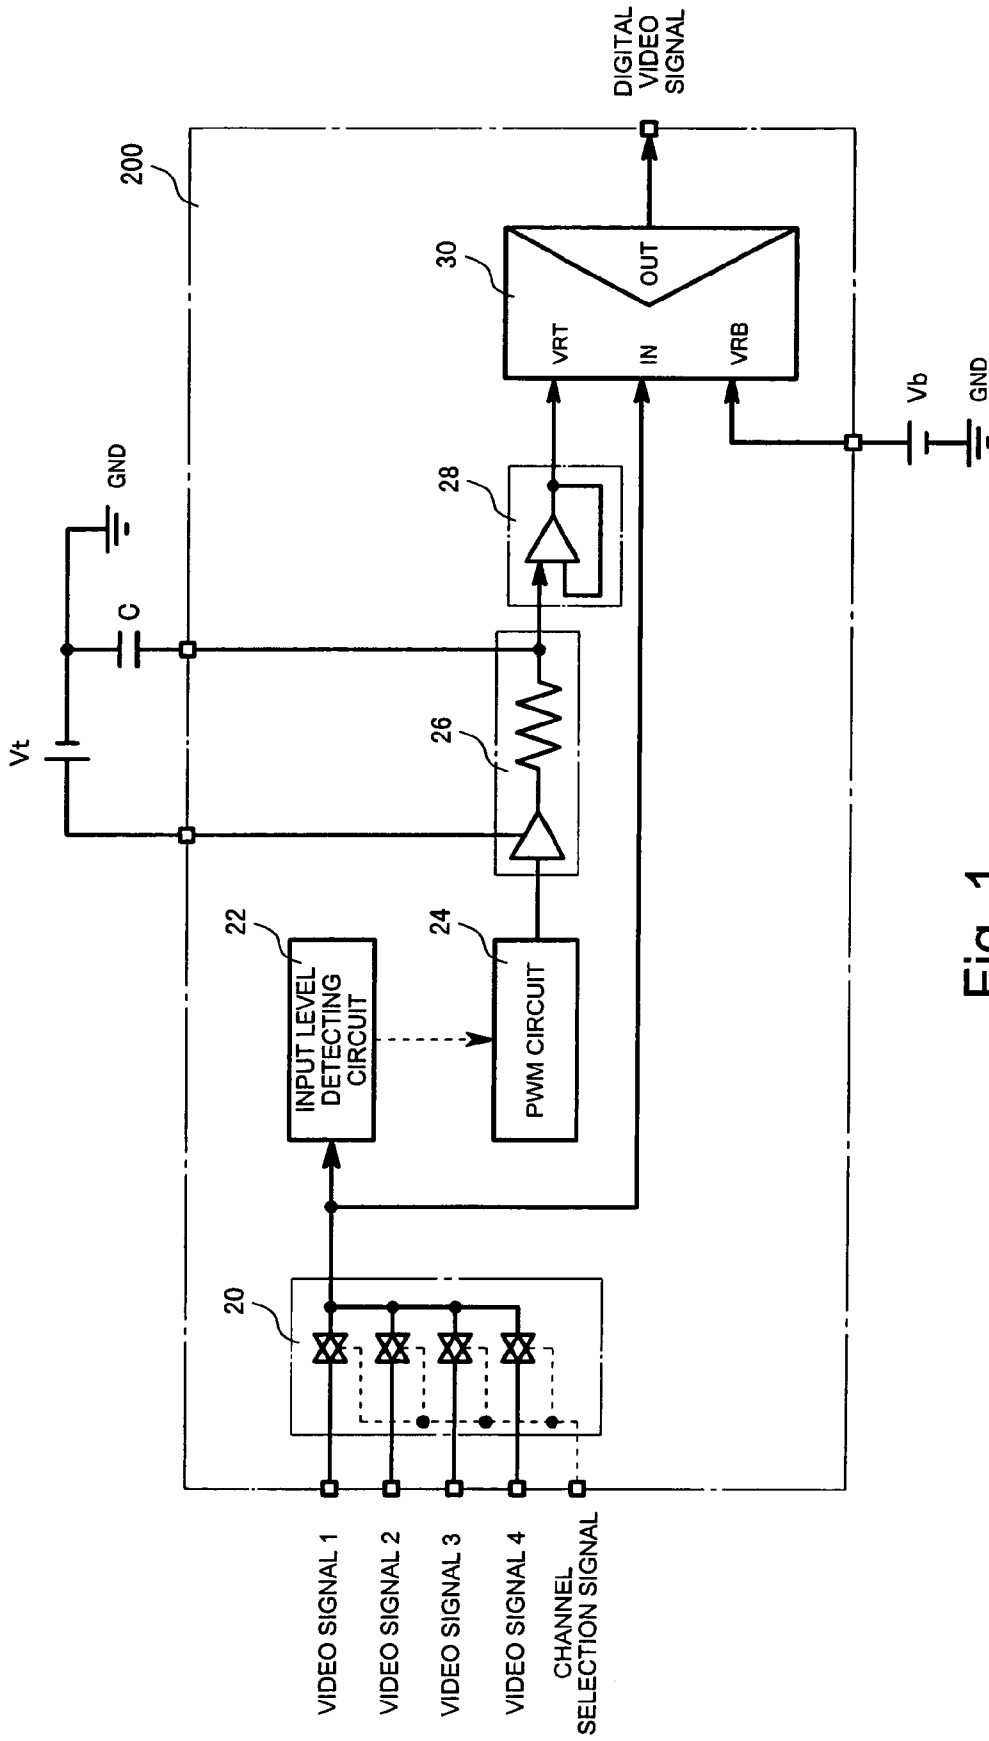 Vt
C
GND
200
DIGITAL
VIDEO
SIGNAL
22
INPUT LEVEL
DETECTING
CIRCUIT
24
PWM CIRCUIT
26
28
30
VRT
IN
VRB
OUT
20
VIDEO SIGNAL 1
VIDEO SIGNAL 2
VIDEO SIGNAL 3
VIDEO SIGNAL 4
CHANNEL
SELECTION SIGNAL
Vb
GND
Fig. 1